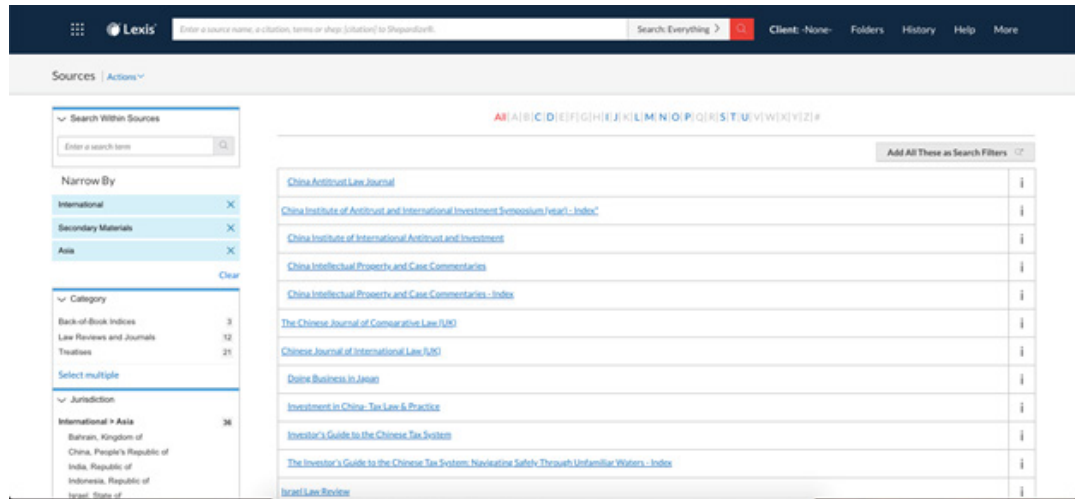 Lexis®
Enter a source name, a citation, terms or shep: [citation] to Shepardize®.
Search: Everything >
Client: -None-
Folders
History
Help
More
Sources | Actions
Search Within Sources
Enter a search term
Narrow By
International
Secondary Materials
Asia
Clear
Category
Back-of-Book Indices 3
Law Reviews and Journals 12
Treatises 21
Select multiple
Jurisdiction
International > Asia 36
Bahrain, Kingdom of
China, People's Republic of
India, Republic of
Indonesia, Republic of
Israel, State of
All|A|B|C|D|E|F|G|H|I|J|K|L|M|N|O|P|Q|R|S|T|U|V|W|X|Y|Z|#
Add All These as Search Filters
China Antitrust Law Journal i
China Institute of Antitrust and International Investment Symposium (year) - Index" i
China Institute of International Antitrust and Investment i
China Intellectual Property and Case Commentaries i
China Intellectual Property and Case Commentaries - Index i
The Chinese Journal of Comparative Law (UK) i
Chinese Journal of International Law (UK) i
Doing Business in Japan i
Investment in China- Tax Law & Practice i
Investor's Guide to the Chinese Tax System i
The Investor's Guide to the Chinese Tax System: Navigating Safely Through Unfamiliar Waters - Index i
Israel Law Review i